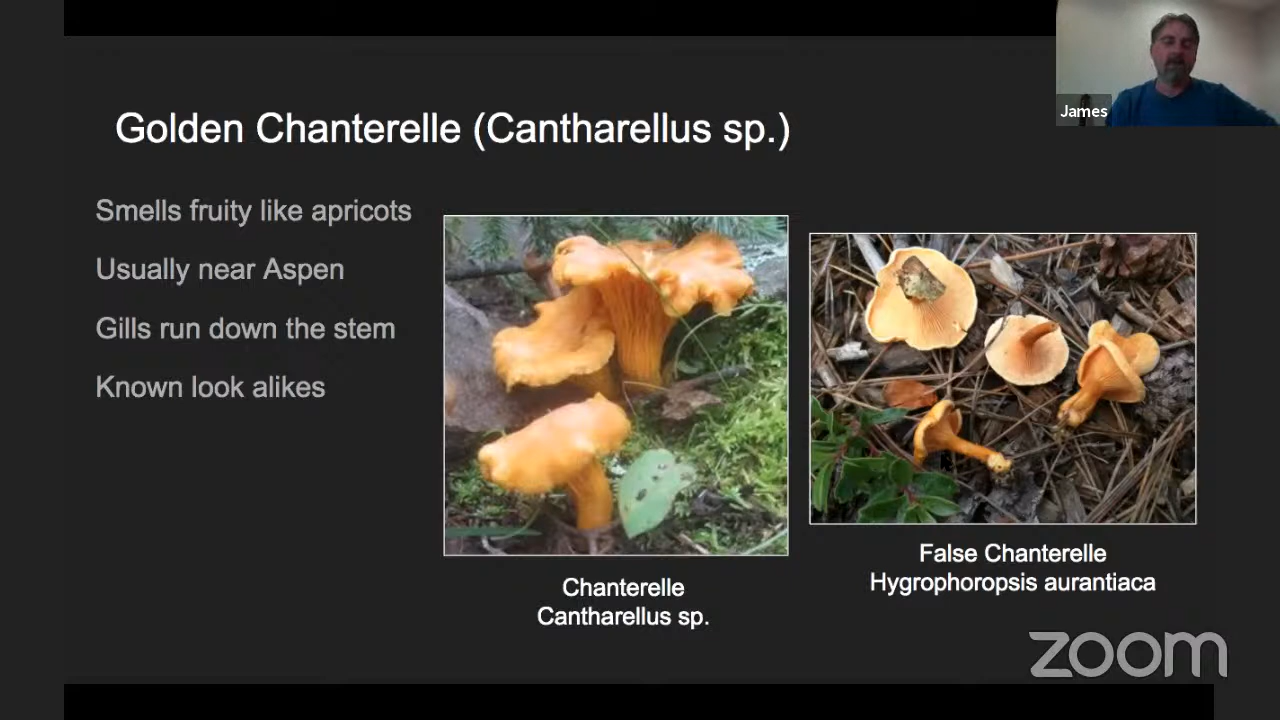 James
Golden Chanterelle (Cantharellus sp.)
Smells fruity like apricots
Usually near Aspen
Gills run down the stem
Known look alikes
Chanterelle
Cantharellus sp.
False Chanterelle
Hygrophoropsis aurantiaca
zoom